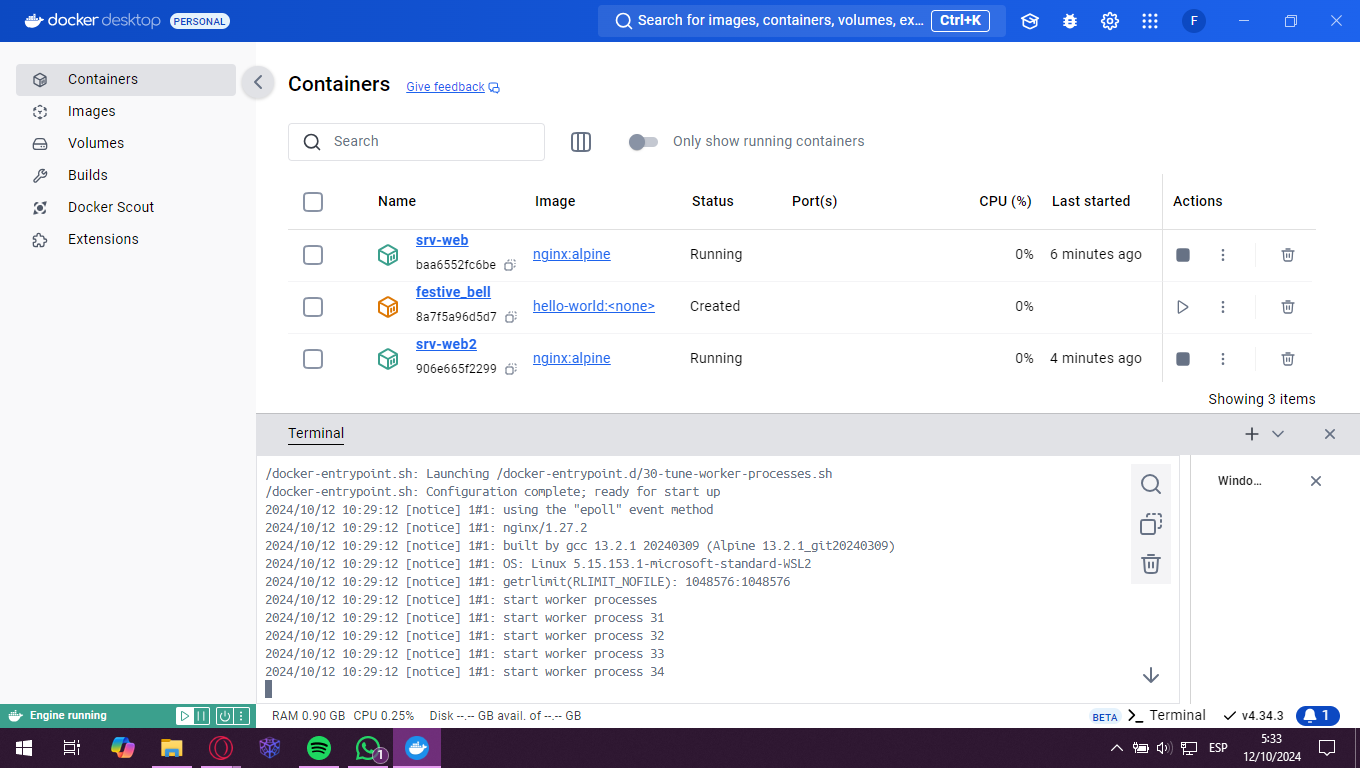 docker desktop PERSONAL
Search for images, containers, volumes, ex... Ctrl+K
F
Containers
Images
Volumes
Builds
Docker Scout
Extensions
Containers Give feedback
Search
Only show running containers
Name Image Status Port(s) CPU (%) Last started Actions
srv-web
baa6552fc6be
nginx:alpine Running 0% 6 minutes ago
festive_bell
8a7f5a96d5d7
hello-world:<none> Created 0%
srv-web2
906e665f2299
nginx:alpine Running 0% 4 minutes ago
Showing 3 items
Terminal
/docker-entrypoint.sh: Launching /docker-entrypoint.d/30-tune-worker-processes.sh
/docker-entrypoint.sh: Configuration complete; ready for start up
2024/10/12 10:29:12 [notice] 1#1: using the "epoll" event method
2024/10/12 10:29:12 [notice] 1#1: nginx/1.27.2
2024/10/12 10:29:12 [notice] 1#1: built by gcc 13.2.1 20240309 (Alpine 13.2.1_git20240309)
2024/10/12 10:29:12 [notice] 1#1: OS: Linux 5.15.153.1-microsoft-standard-WSL2
2024/10/12 10:29:12 [notice] 1#1: getrlimit(RLIMIT_NOFILE): 1048576:1048576
2024/10/12 10:29:12 [notice] 1#1: start worker processes
2024/10/12 10:29:12 [notice] 1#1: start worker process 31
2024/10/12 10:29:12 [notice] 1#1: start worker process 32
2024/10/12 10:29:12 [notice] 1#1: start worker process 33
2024/10/12 10:29:12 [notice] 1#1: start worker process 34
Windo...
Engine running
RAM 0.90 GB CPU 0.25% Disk --.-- GB avail. of --.-- GB
BETA >_ Terminal v4.34.3 1
1
ESP
5:33
12/10/2024